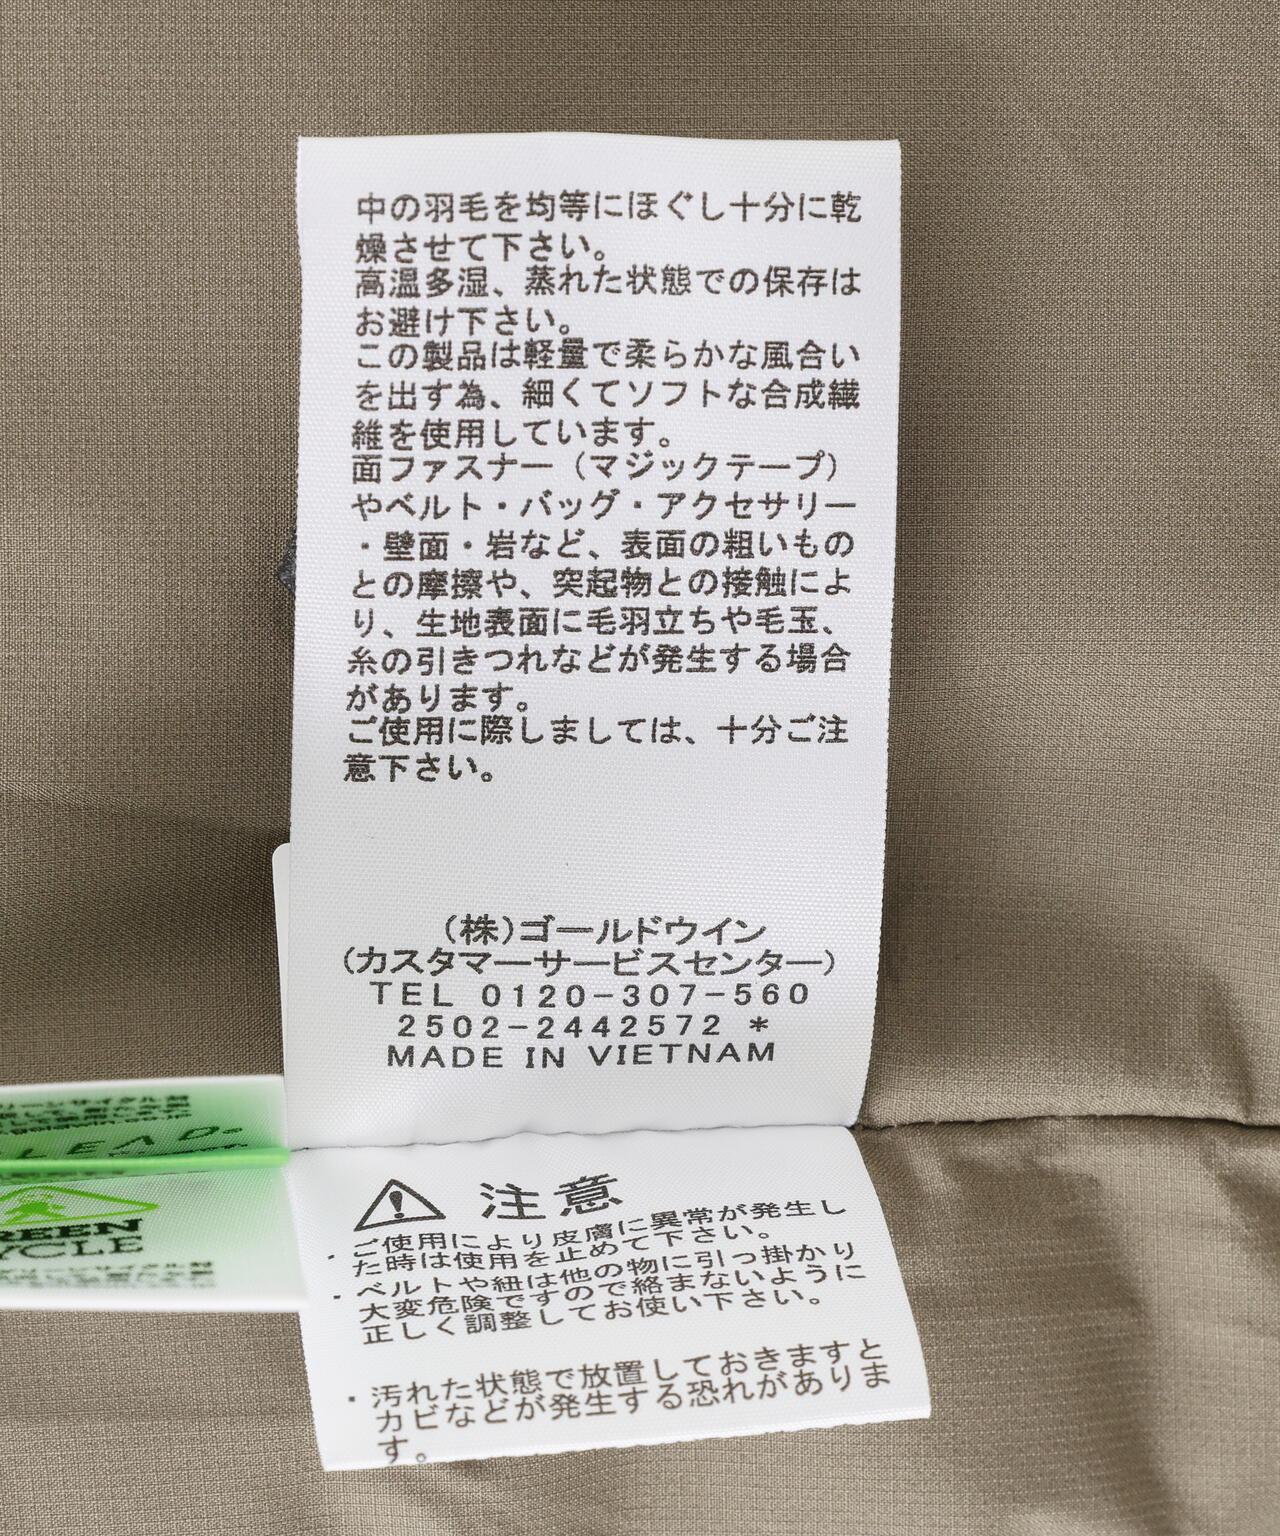 中の羽毛を均等にほぐし十分に乾
燥させて下さい。
高温多湿、蒸れた状態での保存は
お避け下さい。
この製品は軽量で柔らかな風合い
を出す為、細くてソフトな合成繊
維を使用しています。
面ファスナー（マジックテープ）
やベルト・バッグ・アクセサリー
・壁面・岩など、表面の粗いもの
との摩擦や、突起物との接触によ
り、生地表面に毛羽立ちや毛玉、
糸の引きつれなどが発生する場合
があります。
ご使用に際しましては、十分ご注
意下さい。
(株)ゴールドウイン
(カスタマーサービスセンター)
TEL 0120-307-560
2502-2442572 *
MADE IN VIETNAM
注意
・ご使用により皮膚に異常が発生し
た時は使用を止めて下さい。
・ベルトや紐は他の物に引っ掛かり
大変危険ですので絡まないように
正しく調整してお使い下さい。
・汚れた状態で放置しておきますと
カビなどが発生する恐れがありま
す。